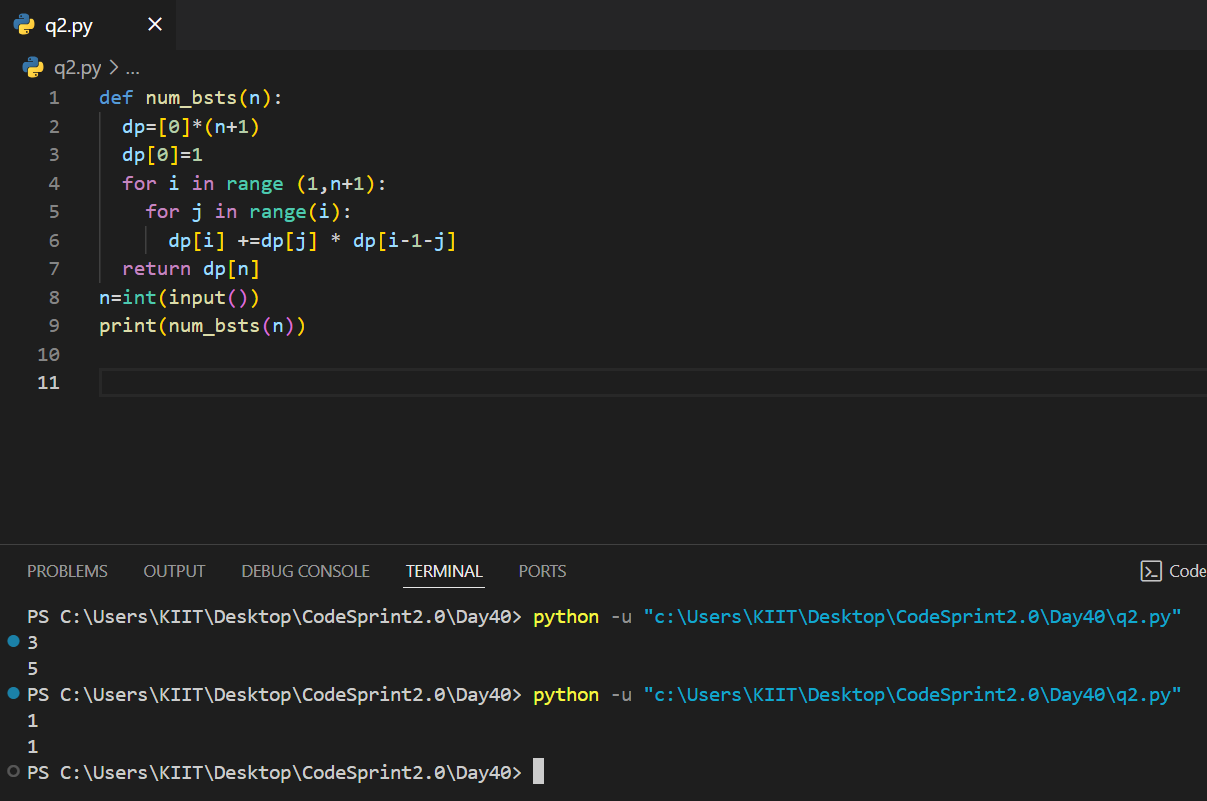 q2.py
q2.py > ...
1 def num_bsts(n):
2   dp=[0]*(n+1)
3   dp[0]=1
4   for i in range (1,n+1):
5     for j in range(i):
6       dp[i] +=dp[j] * dp[i-1-j]
7   return dp[n]
8 n=int(input())
9 print(num_bsts(n))
10
11
PROBLEMS OUTPUT DEBUG CONSOLE TERMINAL PORTS Code
PS C:\Users\KIIT\Desktop\CodeSprint2.0\Day40> python -u "c:\Users\KIIT\Desktop\CodeSprint2.0\Day40\q2.py"
3
5
PS C:\Users\KIIT\Desktop\CodeSprint2.0\Day40> python -u "c:\Users\KIIT\Desktop\CodeSprint2.0\Day40\q2.py"
1
1
PS C:\Users\KIIT\Desktop\CodeSprint2.0\Day40>